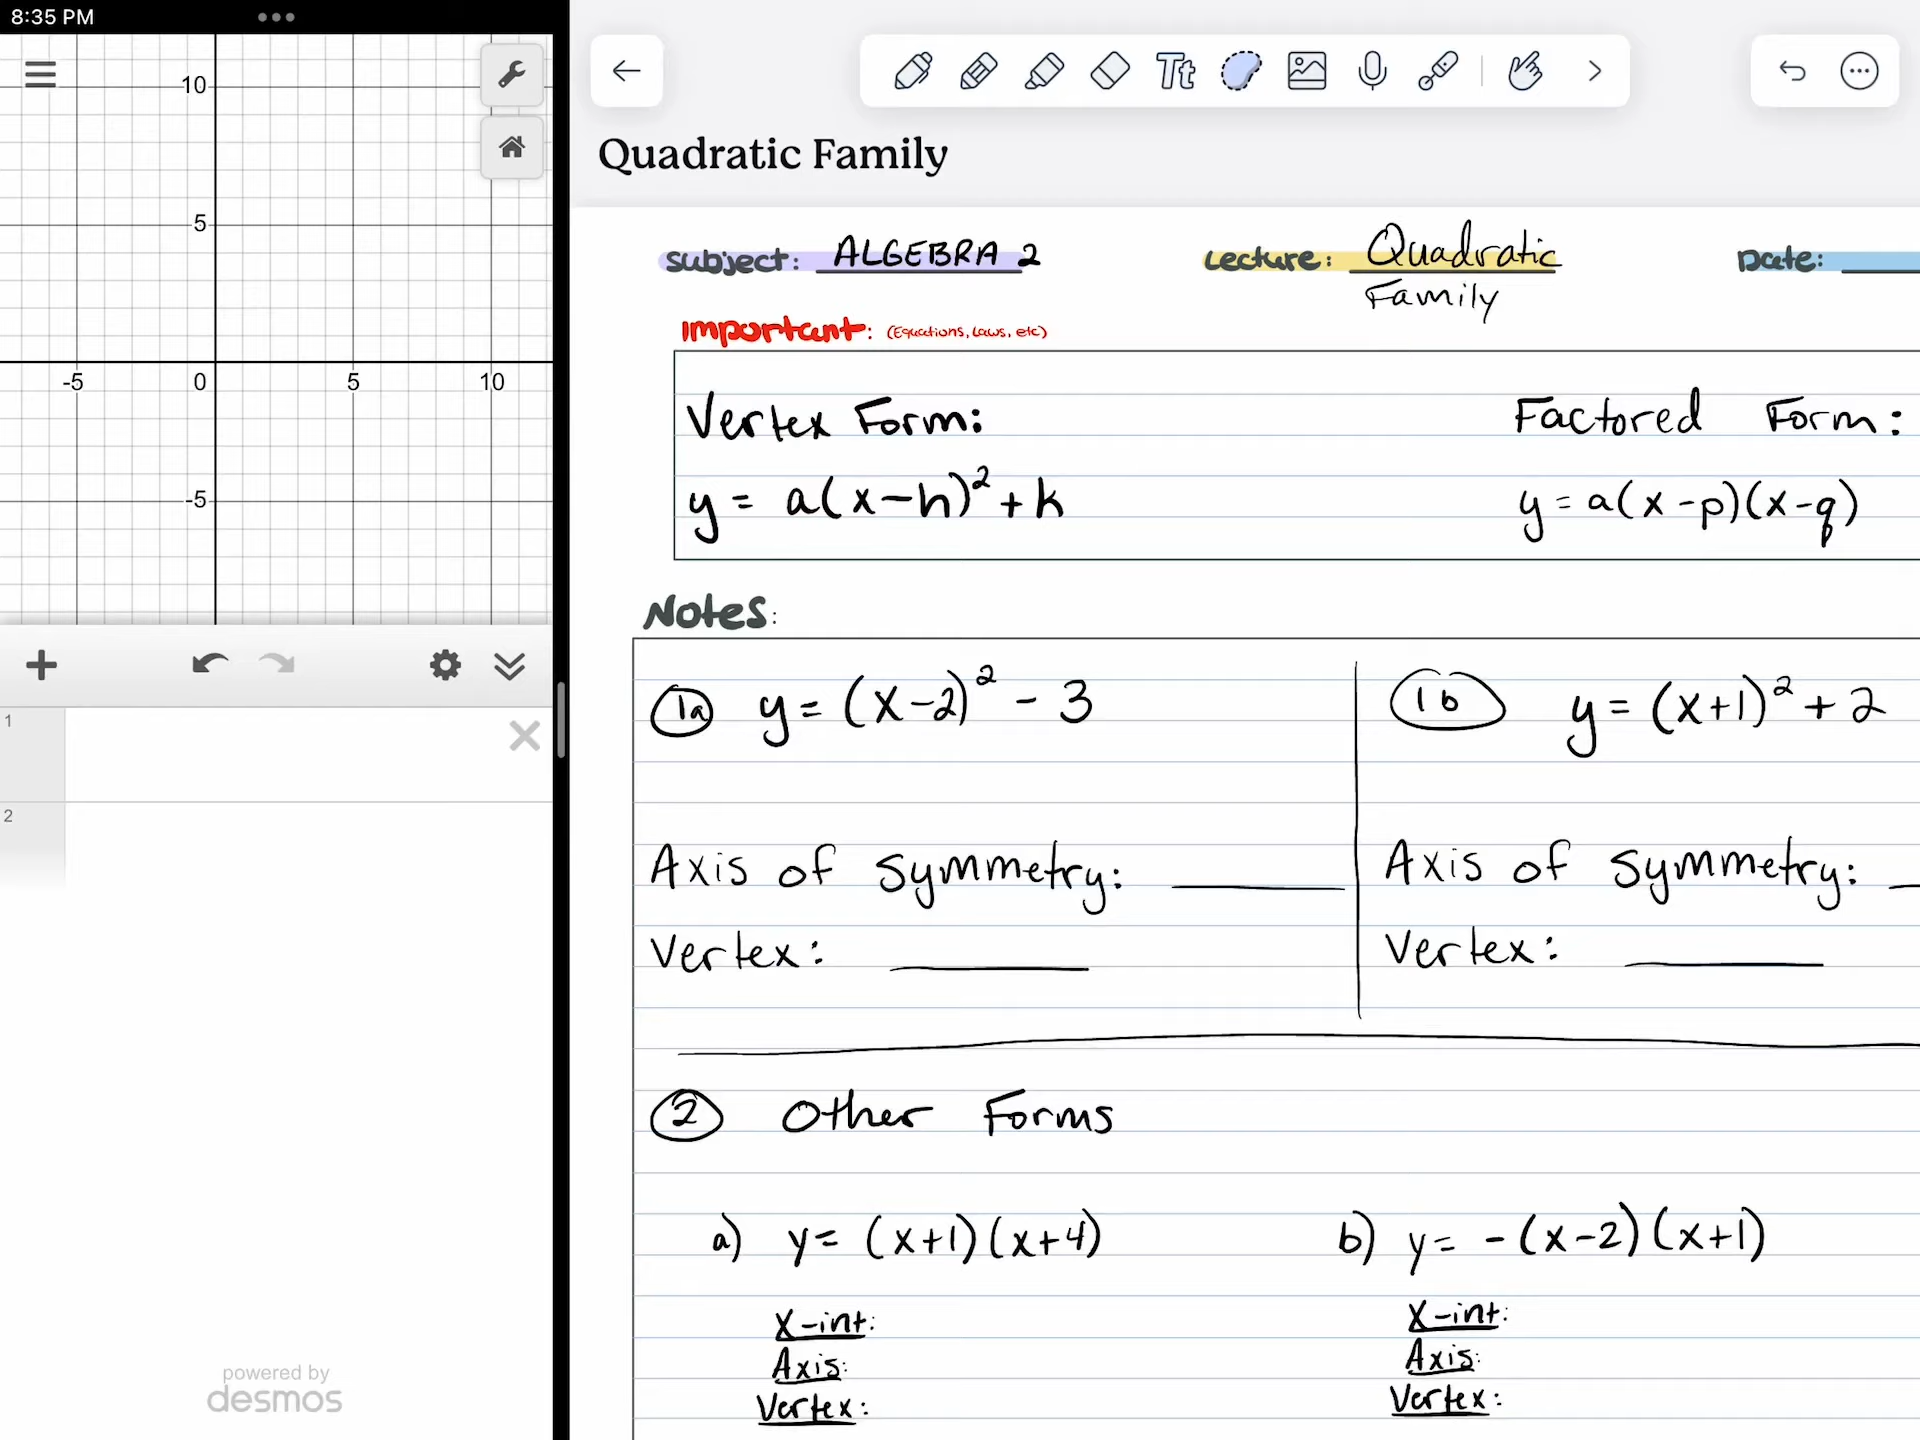 8:35 PM
10
5
-5
0
5
10
-5
1
2
powered by
desmos
Tt
Quadratic Family
Subject: ALGEBRA 2
Lecture: Quadratic
Family
Date:
Important: (Equations, Laws, etc)
Vertex Form:
y = a(x-h)² + k
Factored Form:
y = a(x-p)(x-q)
Notes:
1a y = (x-2)² - 3
Axis of symmetry:
Vertex:
1b y = (x+1)² + 2
Axis of symmetry:
Vertex:
2 Other Forms
a) y = (x+1)(x+4)
X-int:
Axis:
Vertex:
b) y = -(x-2)(x+1)
X-int:
Axis:
Vertex: